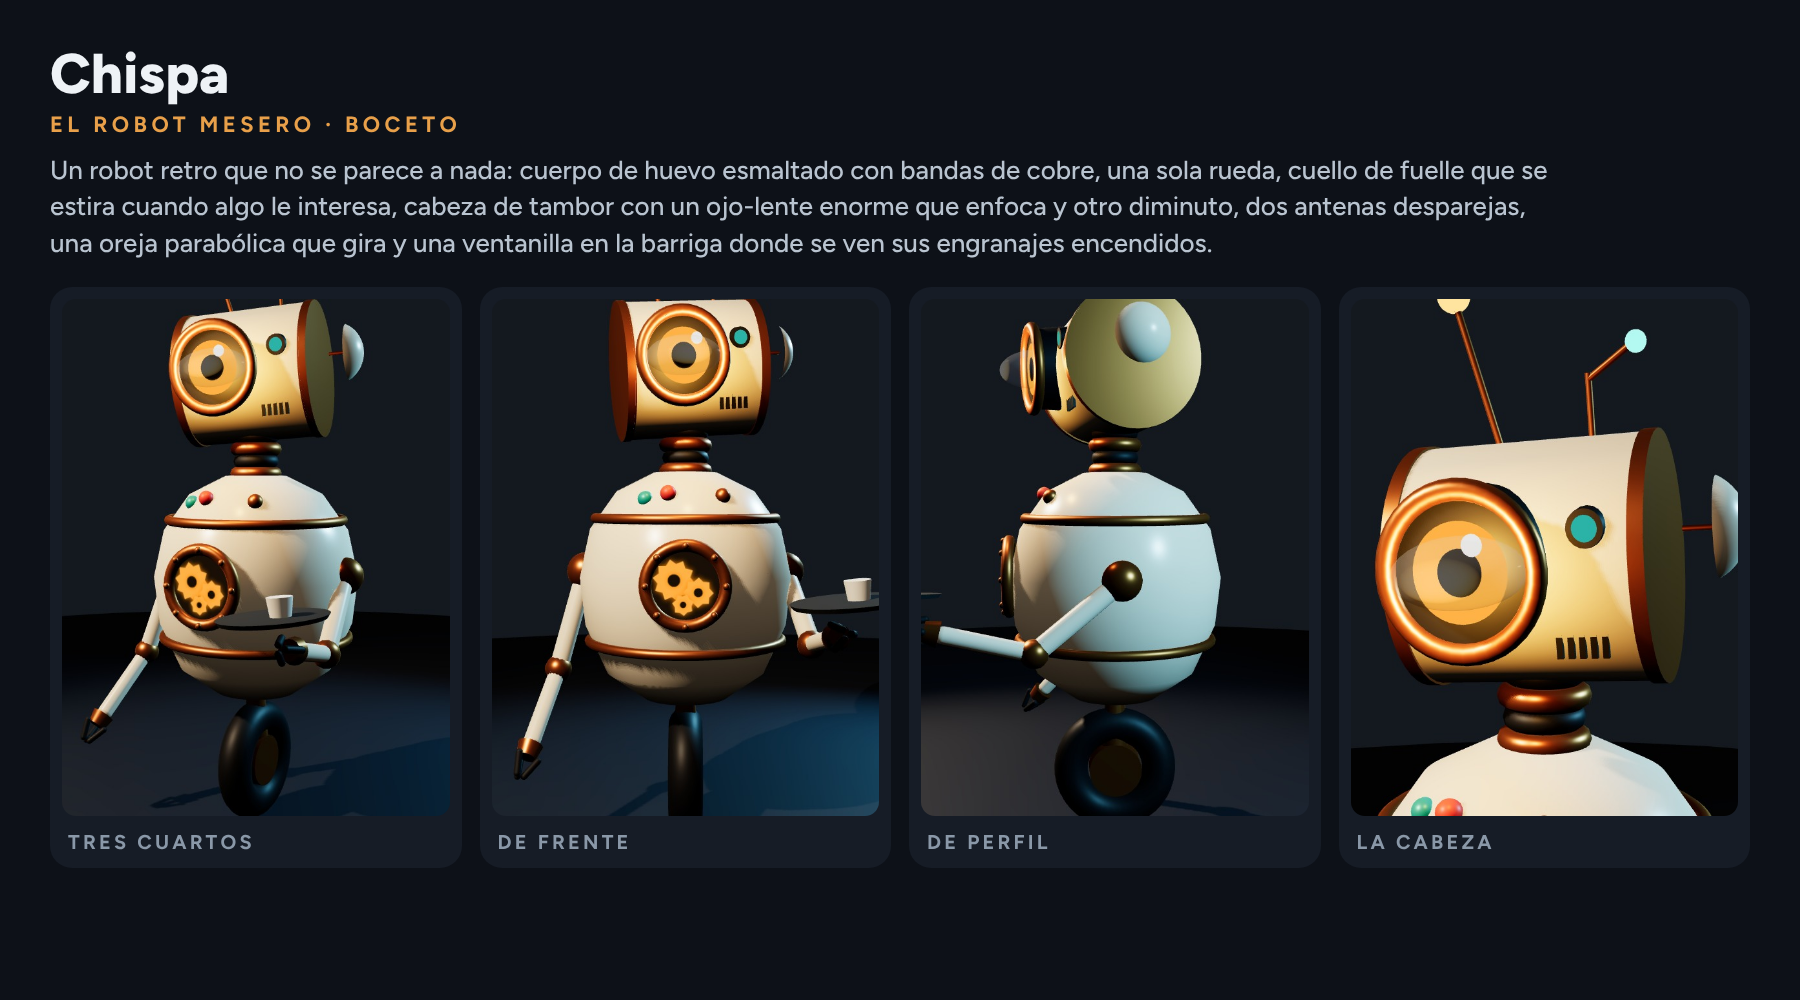 Chispa
EL ROBOT MESERO · BOCETO
Un robot retro que no se parece a nada: cuerpo de huevo esmaltado con bandas de cobre, una sola rueda, cuello de fuelle que se
estira cuando algo le interesa, cabeza de tambor con un ojo-lente enorme que enfoca y otro diminuto, dos antenas desparejas,
una oreja parabólica que gira y una ventanilla en la barriga donde se ven sus engranajes encendidos.
TRES CUARTOS
DE FRENTE
DE PERFIL
LA CABEZA